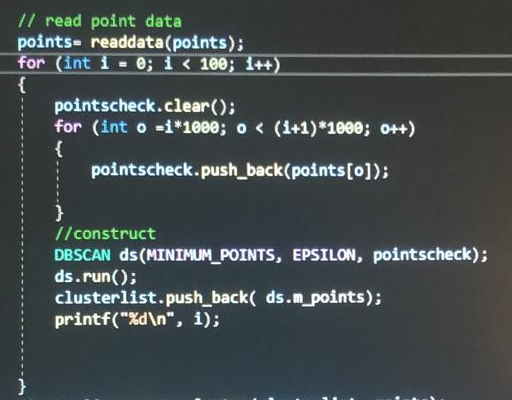 // read point data
points= readdata(points);
for (int i = 0; i < 100; i++)
{
pointscheck.clear();
for (int o =i*1000; o < (i+1)*1000; o++)
{
pointscheck.push_back(points[o]);
}
//construct
DBSCAN ds(MINIMUM_POINTS, EPSILON, pointscheck);
ds.run();
clusterlist.push_back( ds.m_points);
printf("%d\n", i);
}